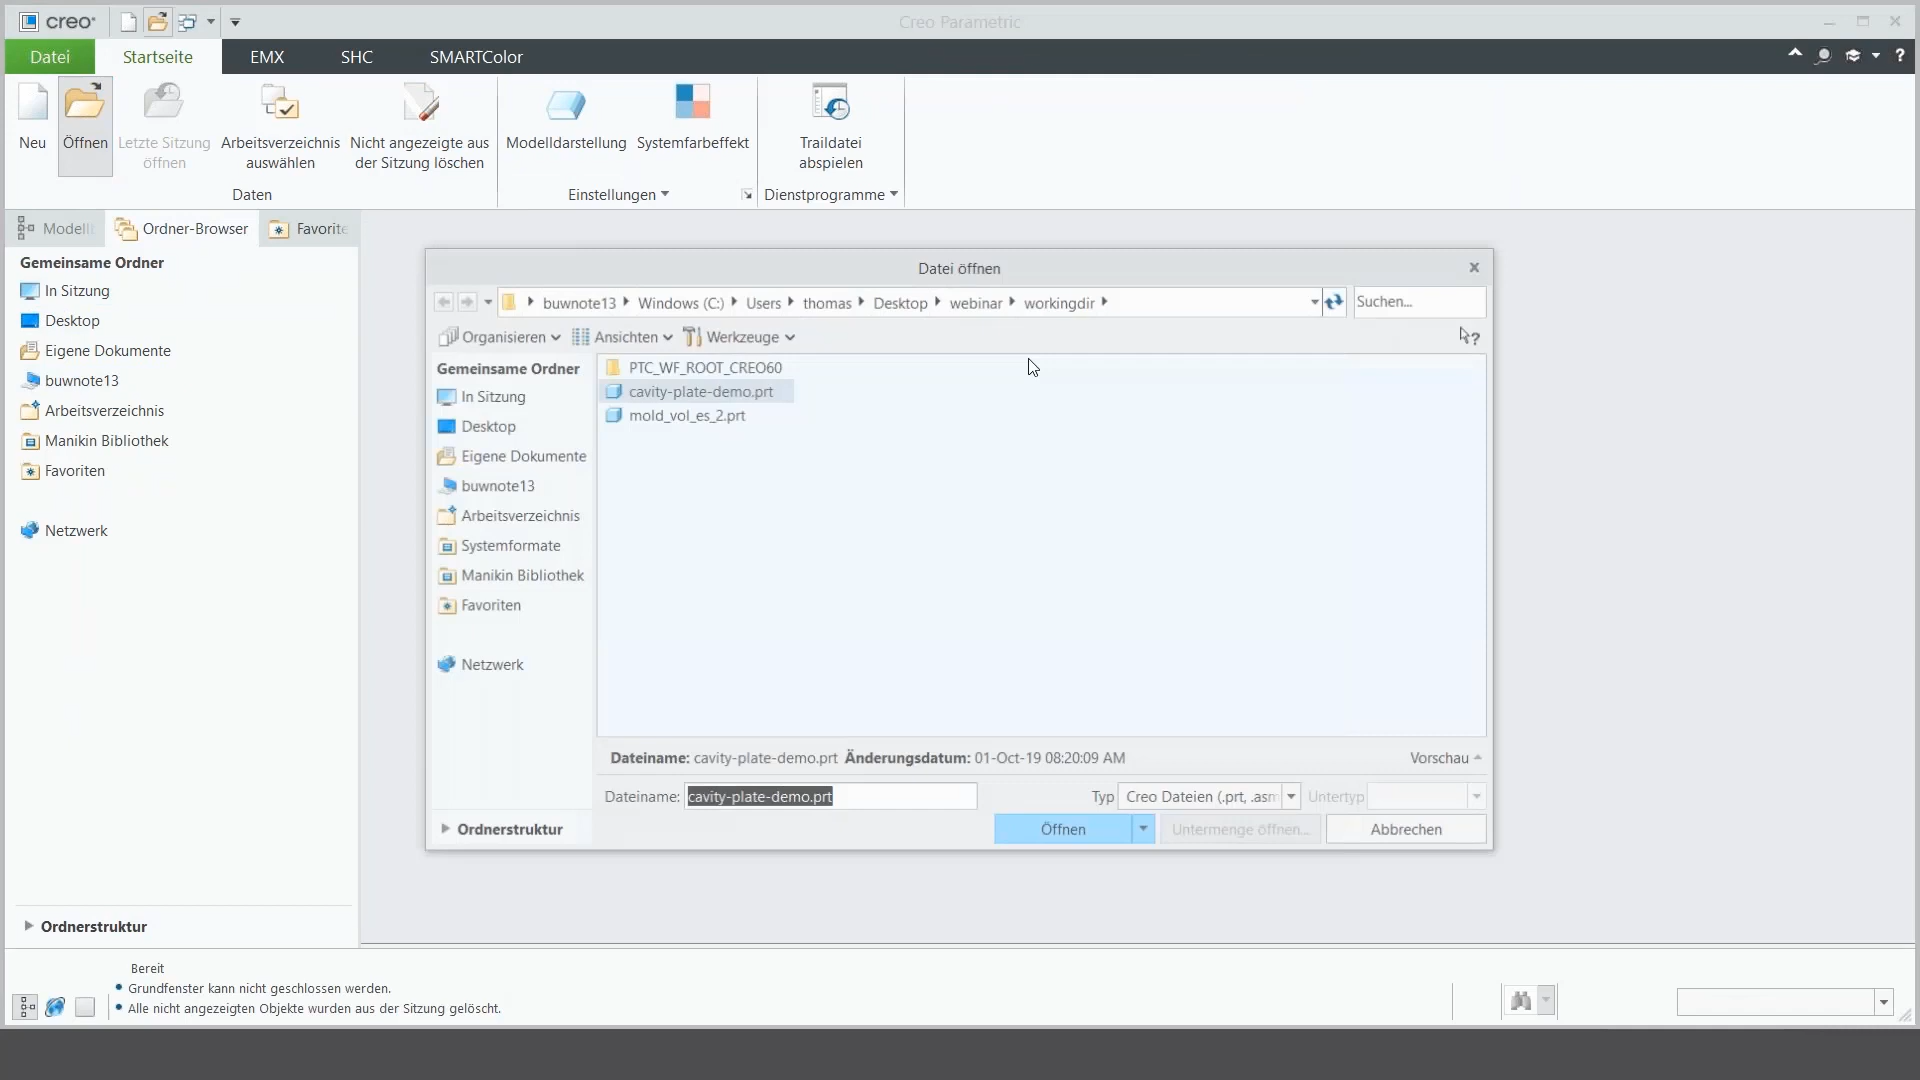 creo
Creo Parametric
Datei
Startseite
EMX
SHC
SMARTColor
?
Neu
Öffnen
Letzte Sitzung
öffnen
Arbeitsverzeichnis
auswählen
Nicht angezeigte aus
der Sitzung löschen
Modelldarstellung
Systemfarbeffekt
Traildatei
abspielen
Daten
Einstellungen
Dienstprogramme
Modell
Ordner-Browser
Favorite
Gemeinsame Ordner
In Sitzung
Desktop
Eigene Dokumente
buwnote13
Arbeitsverzeichnis
Manikin Bibliothek
Favoriten
Netzwerk
Ordnerstruktur
Datei öffnen
buwnote13 Windows (C:) Users thomas Desktop webinar workingdir
Suchen...
Organisieren
Ansichten
Werkzeuge
?
Gemeinsame Ordner
In Sitzung
Desktop
Eigene Dokumente
buwnote13
Arbeitsverzeichnis
Systemformate
Manikin Bibliothek
Favoriten
Netzwerk
Ordnerstruktur
PTC_WF_ROOT_CREO60
cavity-plate-demo.prt
mold_vol_es_2.prt
Dateiname: cavity-plate-demo.prt Änderungsdatum: 01-Oct-19 08:20:09 AM
Vorschau
Dateiname: cavity-plate-demo.prt
Typ Creo Dateien (.prt, .asm
Untertyp
Öffnen
Untermenge öffnen...
Abbrechen
Bereit
Grundfenster kann nicht geschlossen werden.
Alle nicht angezeigten Objekte wurden aus der Sitzung gelöscht.